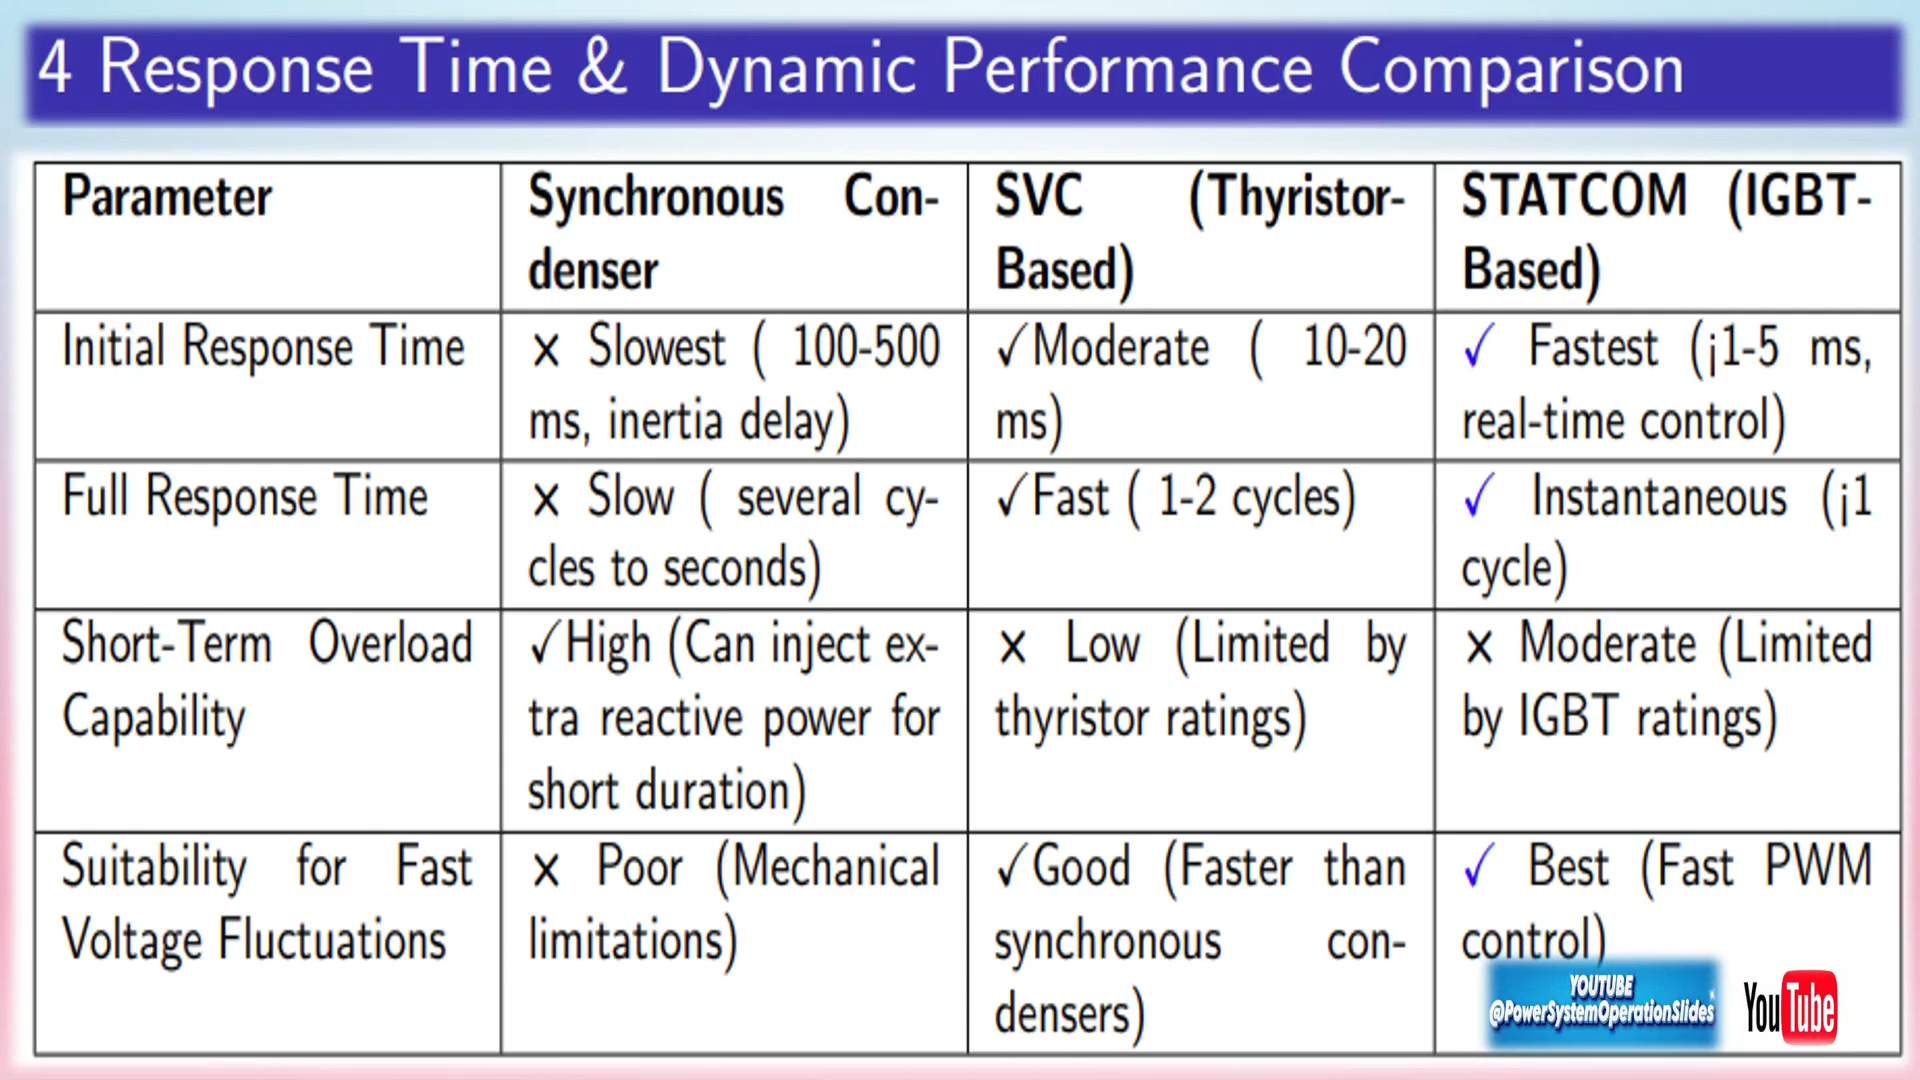 4 Response Time & Dynamic Performance Comparison
Parameter
Synchronous Con-
denser
SVC (Thyristor-
Based)
STATCOM (IGBT-
Based)
Initial Response Time
× Slowest ( 100-500
ms, inertia delay)
✓Moderate ( 10-20
ms)
✓ Fastest (¡1-5 ms,
real-time control)
Full Response Time
× Slow ( several cy-
cles to seconds)
✓Fast ( 1-2 cycles)
✓ Instantaneous (¡1
cycle)
Short-Term Overload
Capability
✓High (Can inject ex-
tra reactive power for
short duration)
× Low (Limited by
thyristor ratings)
× Moderate (Limited
by IGBT ratings)
Suitability for Fast
Voltage Fluctuations
× Poor (Mechanical
limitations)
✓Good (Faster than
synchronous con-
densers)
✓ Best (Fast PWM
control)
YOUTUBE
@PowerSystemOperationSlides
YouTube